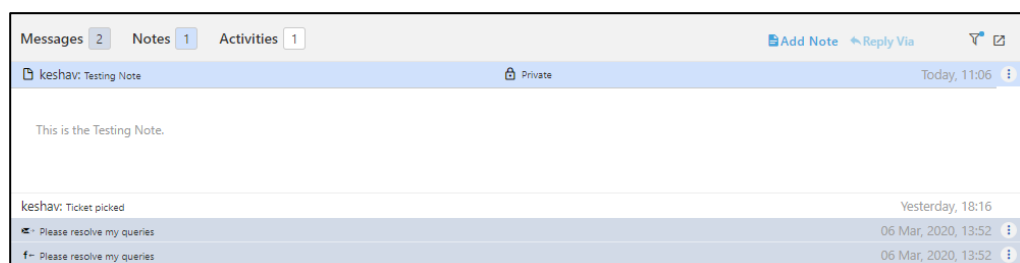 Messages 2 Notes 1 Activities 1 Add Note Reply Via
keshav: Testing Note Private Today, 11:06
This is the Testing Note.
keshav: Ticket picked Yesterday, 18:16
Please resolve my queries 06 Mar, 2020, 13:52
Please resolve my queries 06 Mar, 2020, 13:52